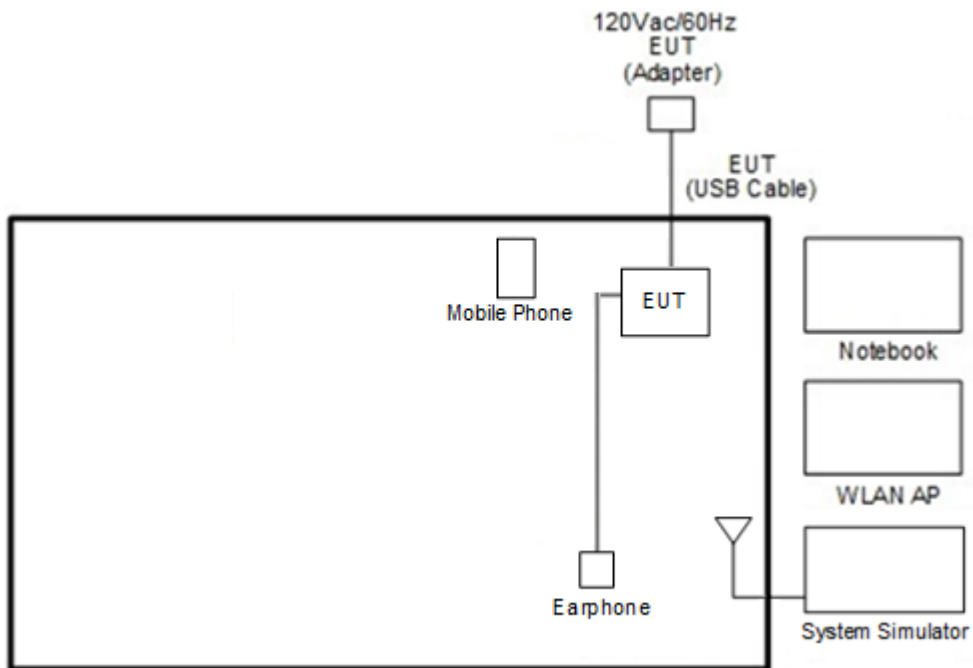 120Vac/60Hz
EUT
(Adapter)
EUT
(USB Cable)
Mobile Phone
EUT
Notebook
WLAN AP
Earphone
System Simulator